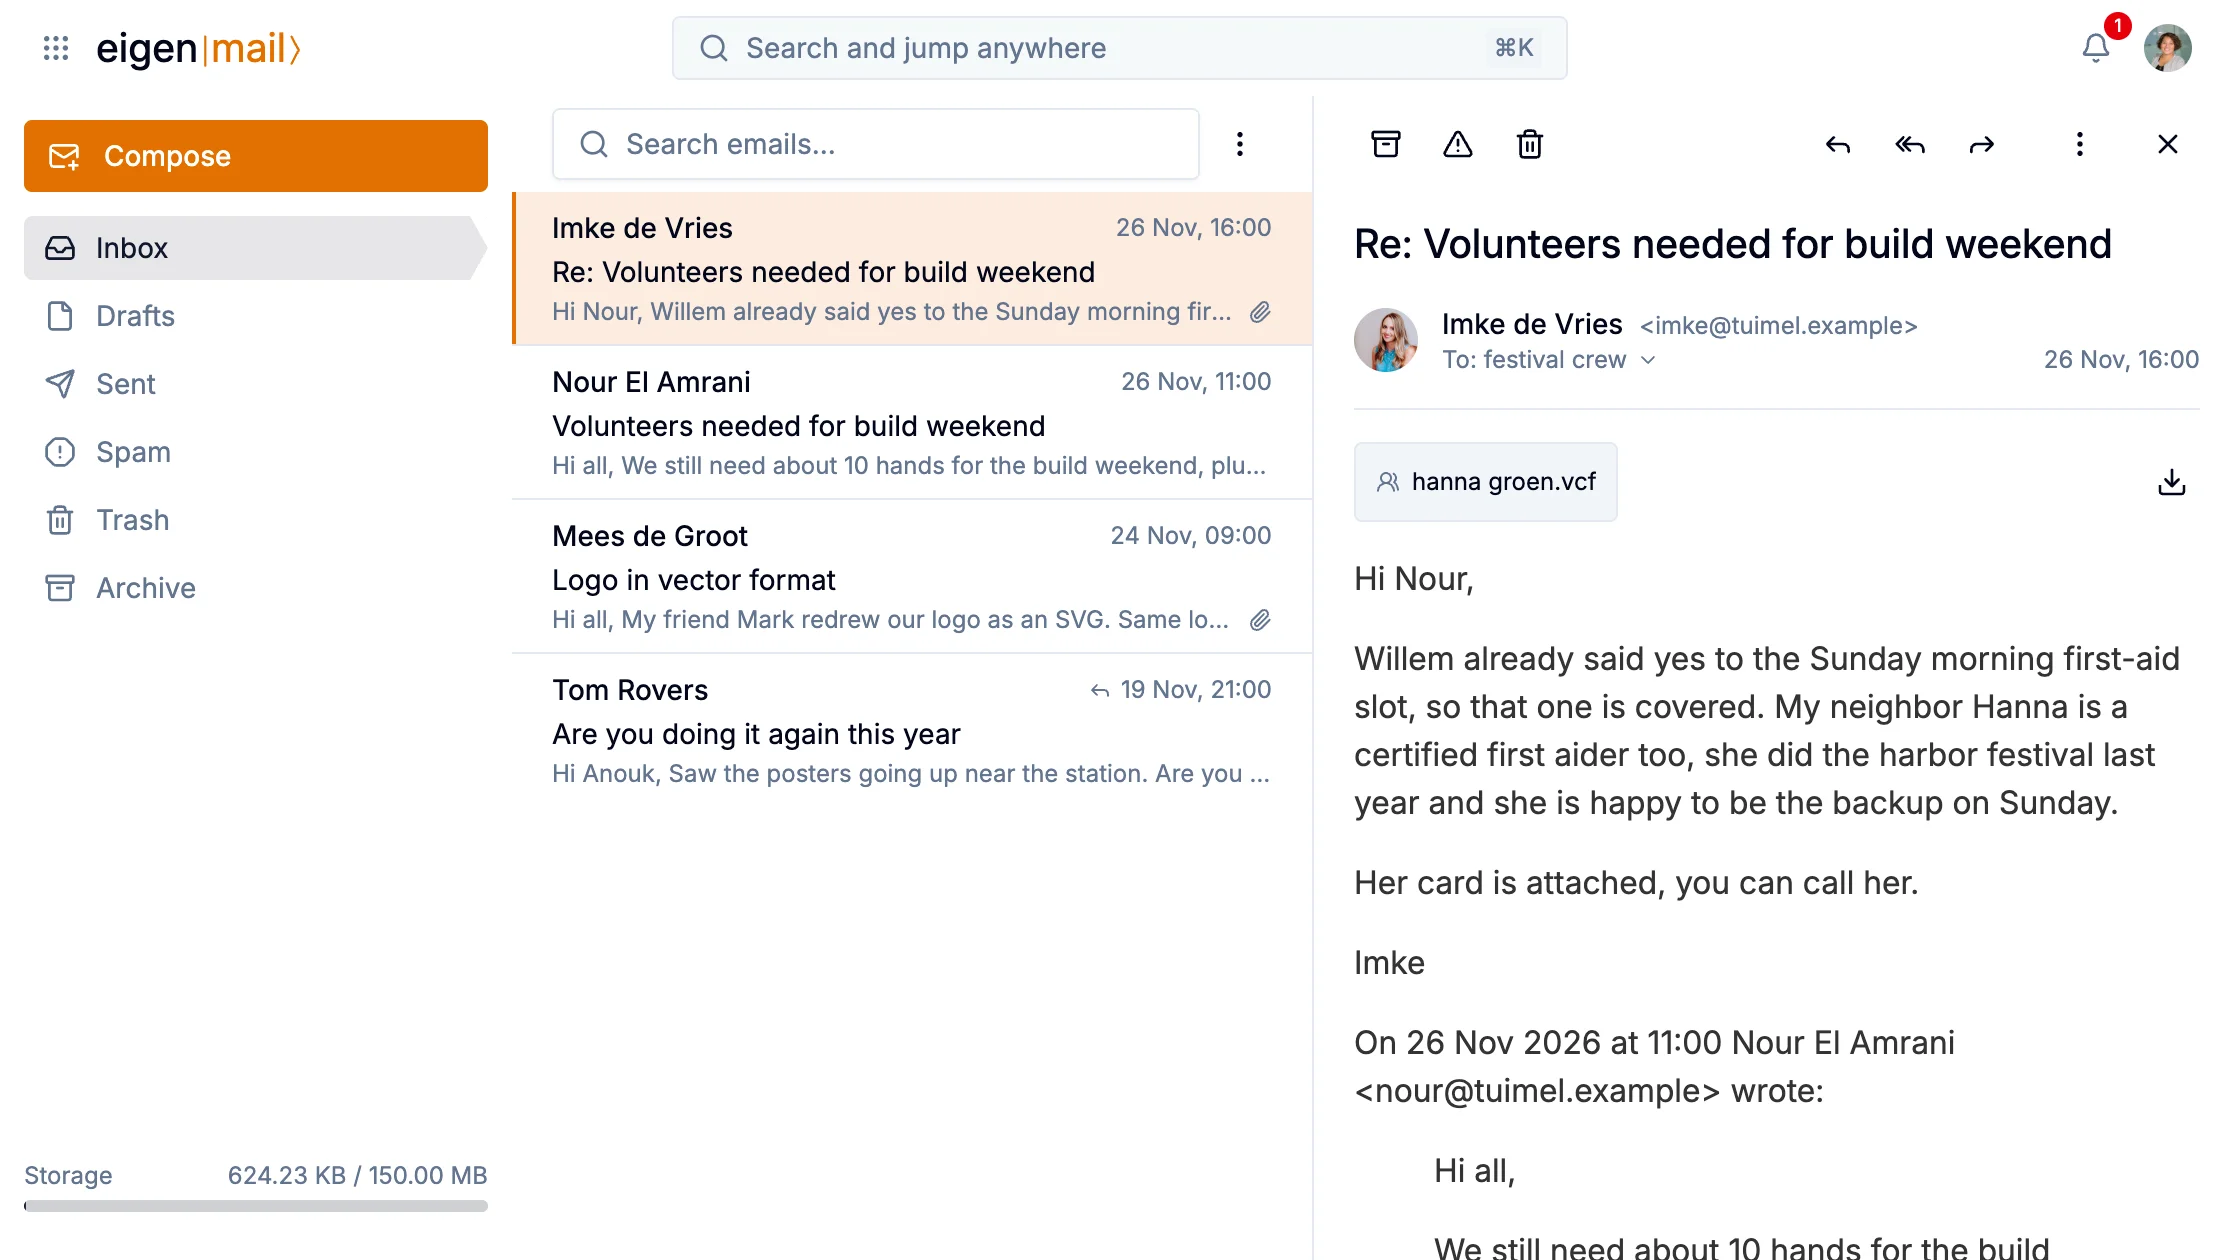 eigen|mail⟩
Search and jump anywhere
⌘K
1
Compose
Inbox
Drafts
Sent
Spam
Trash
Archive
Storage
624.23 KB / 150.00 MB
Search emails...
Imke de Vries
26 Nov, 16:00
Re: Volunteers needed for build weekend
Hi Nour, Willem already said yes to the Sunday morning fir...
Nour El Amrani
26 Nov, 11:00
Volunteers needed for build weekend
Hi all, We still need about 10 hands for the build weekend, plu...
Mees de Groot
24 Nov, 09:00
Logo in vector format
Hi all, My friend Mark redrew our logo as an SVG. Same lo...
Tom Rovers
19 Nov, 21:00
Are you doing it again this year
Hi Anouk, Saw the posters going up near the station. Are you ...
Re: Volunteers needed for build weekend
Imke de Vries <imke@tuimel.example>
To: festival crew
26 Nov, 16:00
hanna groen.vcf
Hi Nour,
Willem already said yes to the Sunday morning first-aid
slot, so that one is covered. My neighbor Hanna is a
certified first aider too, she did the harbor festival last
year and she is happy to be the backup on Sunday.
Her card is attached, you can call her.
Imke
On 26 Nov 2026 at 11:00 Nour El Amrani
<nour@tuimel.example> wrote:
Hi all,
We still need about 10 hands for the build